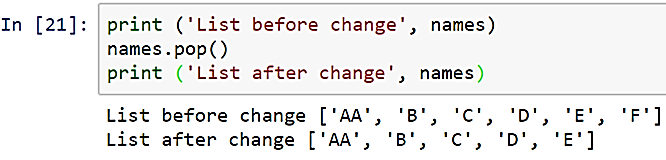 In [21]: print ('List before change', names)
names.pop()
print ('List after change', names)
List before change ['AA', 'B', 'C', 'D', 'E', 'F']
List after change ['AA', 'B', 'C', 'D', 'E']